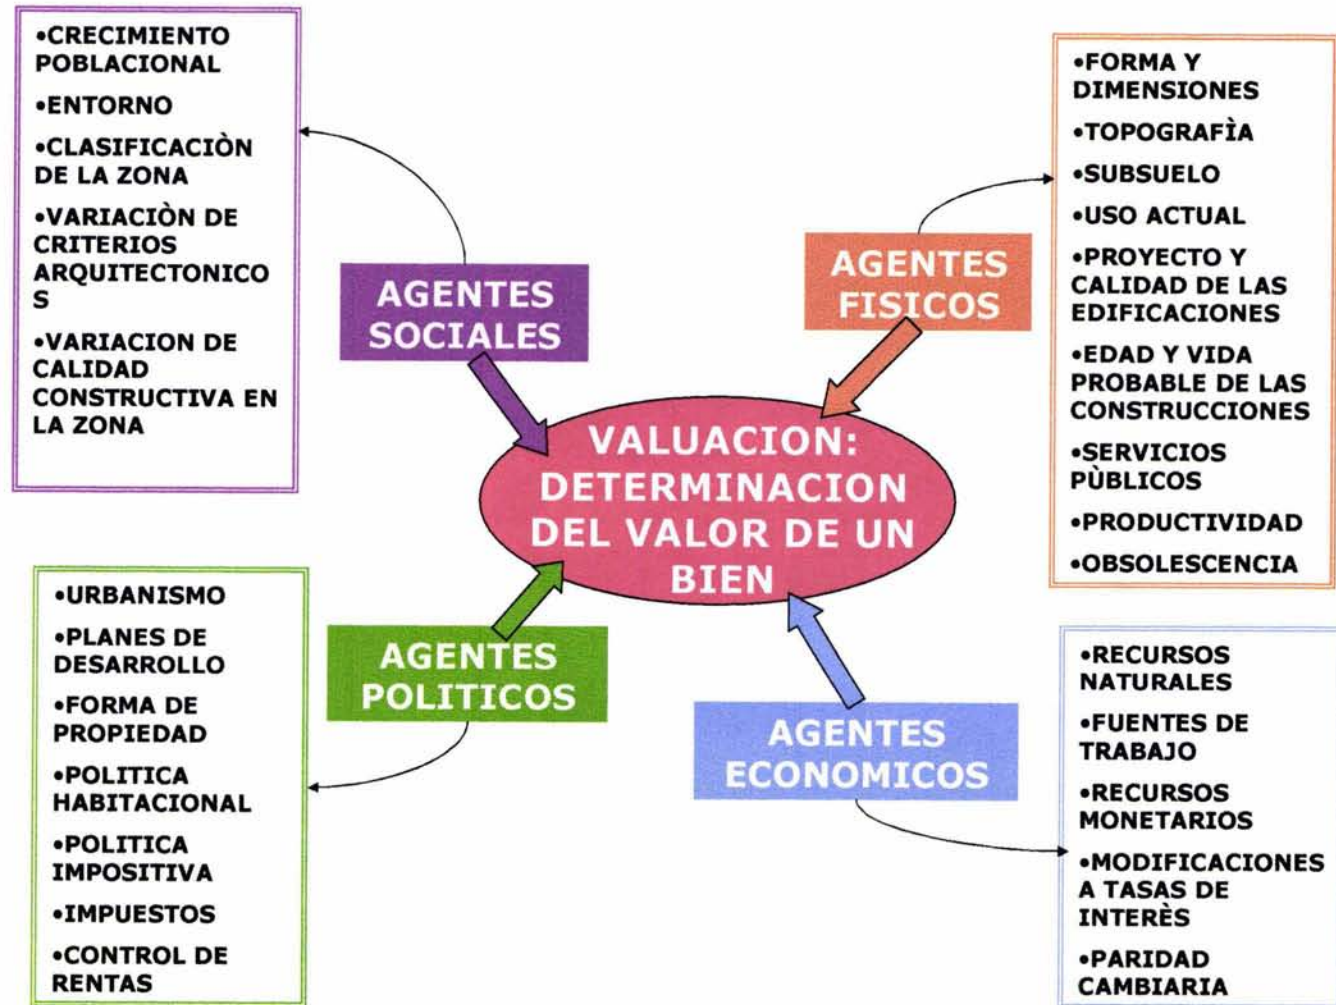 •CRECIMIENTO
POBLACIONAL
•ENTORNO
•CLASIFICACIÒN
DE LA ZONA
•VARIACIÒN DE
CRITERIOS
ARQUITECTONICO
S
•VARIACION DE
CALIDAD
CONSTRUCTIVA EN
LA ZONA
AGENTES
SOCIALES
AGENTES
FISICOS
•FORMA Y
DIMENSIONES
•TOPOGRAFÌA
•SUBSUELO
•USO ACTUAL
•PROYECTO Y
CALIDAD DE LAS
EDIFICACIONES
•EDAD Y VIDA
PROBABLE DE LAS
CONSTRUCCIONES
•SERVICIOS
PÙBLICOS
•PRODUCTIVIDAD
•OBSOLESCENCIA
VALUACION:
DETERMINACION
DEL VALOR DE UN
BIEN
•URBANISMO
•PLANES DE
DESARROLLO
•FORMA DE
PROPIEDAD
•POLITICA
HABITACIONAL
•POLITICA
IMPOSITIVA
•IMPUESTOS
•CONTROL DE
RENTAS
AGENTES
POLITICOS
AGENTES
ECONOMICOS
•RECURSOS
NATURALES
•FUENTES DE
TRABAJO
•RECURSOS
MONETARIOS
•MODIFICACIONES
A TASAS DE
INTERÈS
•PARIDAD
CAMBIARIA